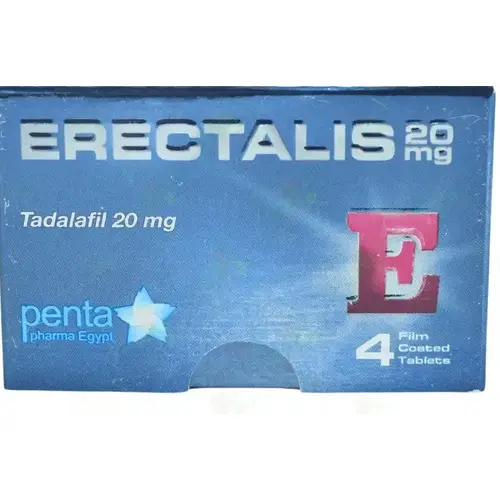 ERECTALIS 20 mg
Tadalafil 20 mg
E
penta
pharma Egypt
4 Film
Coated
Tablets